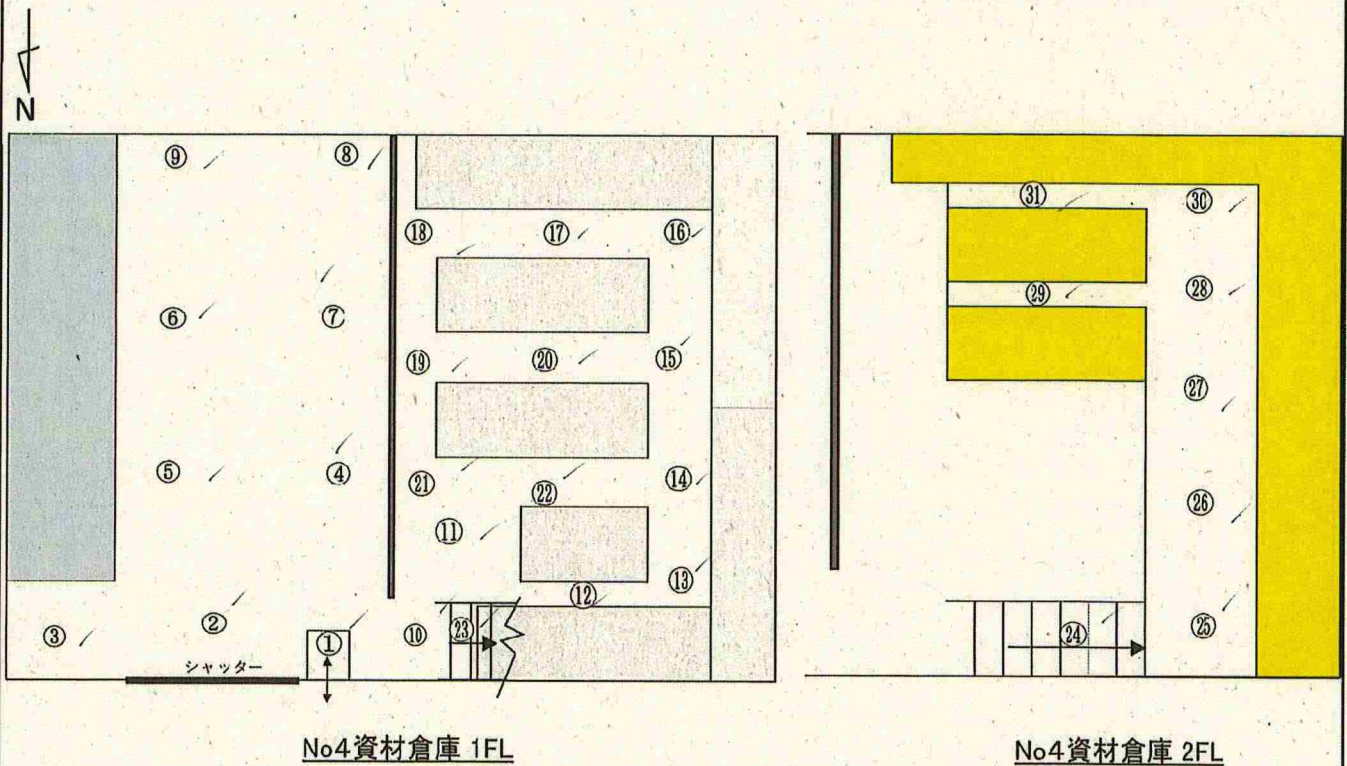 N
⑨ ⑧
⑱ ⑰ ⑯
⑥ ⑦
⑲ ⑳ ⑮
⑤ ④
㉑ ㉒ ⑭
⑪
⑬
⑫
③ ② ① ⑩ ㉓
シャッター
No4資材倉庫 1FL
㉛ ㉚
㉙ ㉘
㉗
㉖
㉕
㉔
No4資材倉庫 2FL